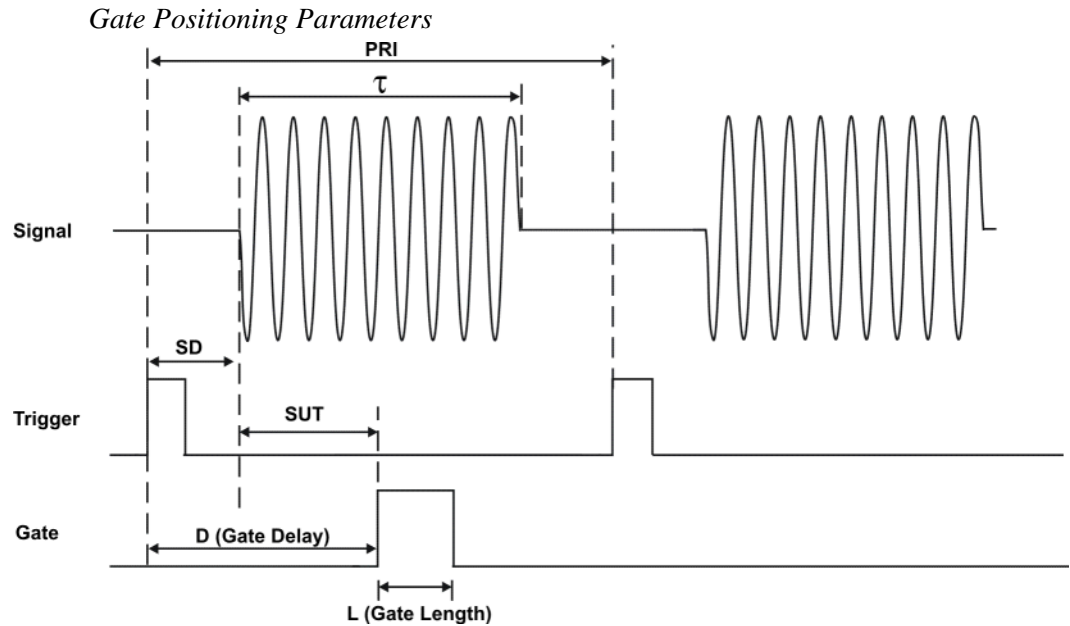 Gate Positioning Parameters
PRI
τ
Signal
SD
Trigger
SUT
Gate
D (Gate Delay)
L (Gate Length)